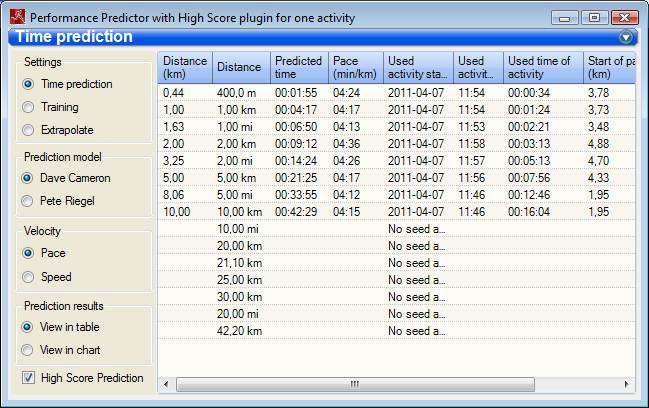 Performance Predictor with High Score plugin for one activity
Time prediction
Settings
Time prediction
Training
Extrapolate
Prediction model
Dave Cameron
Pete Riegel
Velocity
Pace
Speed
Prediction results
View in table
View in chart
High Score Prediction
Distance (km) Distance Predicted time Pace (min/km) Used activity sta... Used activit... Used time of activity Start of pa (km)
0,44 400,0 m 00:01:55 04:24 2011-04-07 11:54 00:00:34 3,78
1,00 1,00 km 00:04:17 04:17 2011-04-07 11:54 00:01:24 3,73
1,63 1,00 mi 00:06:50 04:13 2011-04-07 11:53 00:02:21 3,48
2,00 2,00 km 00:09:12 04:36 2011-04-07 11:58 00:03:13 4,88
3,25 2,00 mi 00:14:24 04:26 2011-04-07 11:57 00:05:13 4,70
5,00 5,00 km 00:21:25 04:17 2011-04-07 11:56 00:07:56 4,33
8,06 5,00 mi 00:33:55 04:12 2011-04-07 11:46 00:12:46 1,95
10,00 10,00 km 00:42:29 04:15 2011-04-07 11:46 00:16:04 1,95
10,00 mi No seed a...
20,00 km No seed a...
21,10 km No seed a...
25,00 km No seed a...
30,00 km No seed a...
20,00 mi No seed a...
42,20 km No seed a...